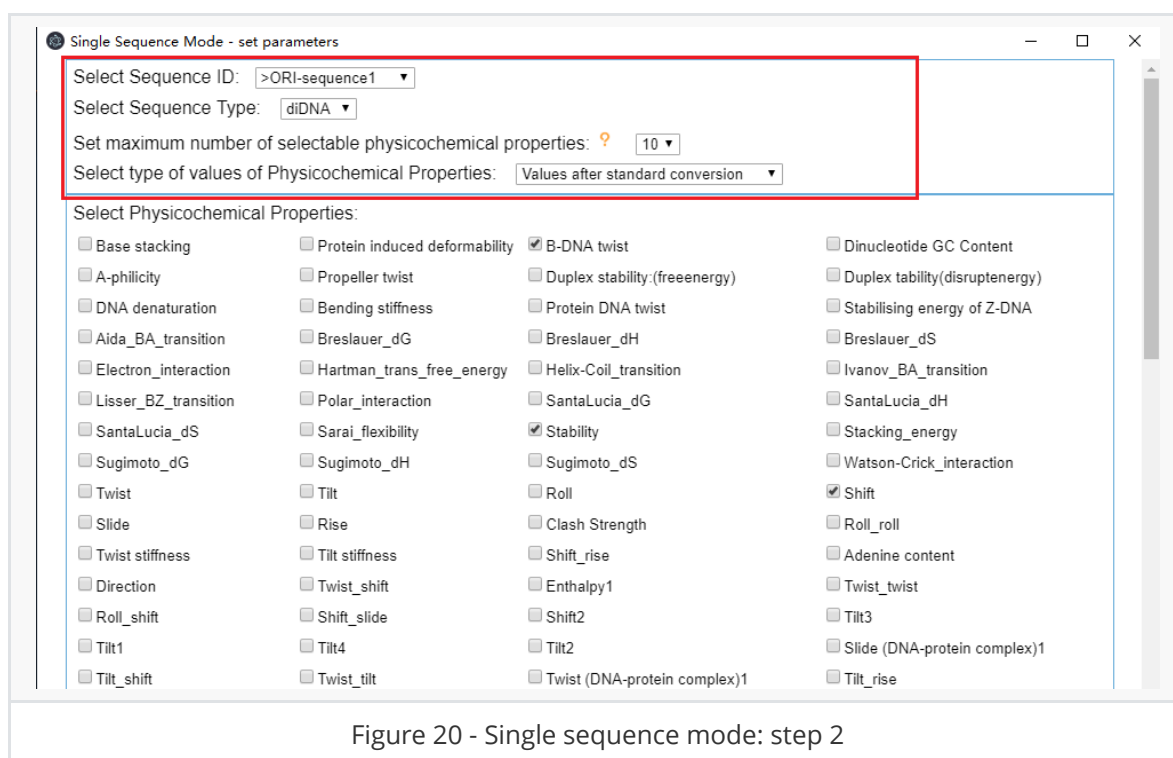 Single Sequence Mode - set parameters
Select Sequence ID: >ORI-sequence1
Select Sequence Type: diDNA
Set maximum number of selectable physicochemical properties: ? 10
Select type of values of Physicochemical Properties: Values after standard conversion
Select Physicochemical Properties:
Base stacking Protein induced deformability B-DNA twist Dinucleotide GC Content
A-philicity Propeller twist Duplex stability:(freeenergy) Duplex tability(disruptenergy)
DNA denaturation Bending stiffness Protein DNA twist Stabilising energy of Z-DNA
Aida_BA_transition Breslauer_dG Breslauer_dH Breslauer_dS
Electron_interaction Hartman_trans_free_energy Helix-Coil_transition Ivanov_BA_transition
Lisser_BZ_transition Polar_interaction SantaLucia_dG SantaLucia_dH
SantaLucia_dS Sarai_flexibility Stability Stacking_energy
Sugimoto_dG Sugimoto_dH Sugimoto_dS Watson-Crick_interaction
Twist Tilt Roll Shift
Slide Rise Clash Strength Roll_roll
Twist stiffness Tilt stiffness Shift_rise Adenine content
Direction Twist_shift Enthalpy1 Twist_twist
Roll_shift Shift_slide Shift2 Tilt3
Tilt1 Tilt4 Tilt2 Slide (DNA-protein complex)1
Tilt_shift Twist_tilt Twist (DNA-protein complex)1 Tilt_rise
Figure 20 - Single sequence mode: step 2